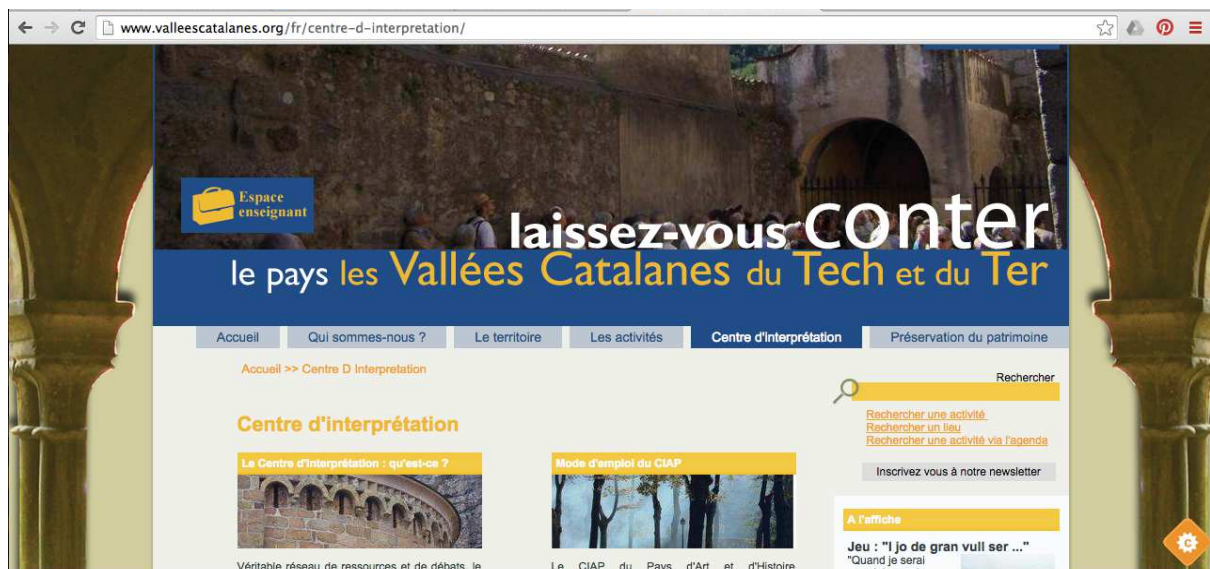 www.valleescatalanes.org/fr/centre-d-interpretation/
Espace
enseignant
laissez-vous conter
le pays les Vallées Catalanes du Tech et du Ter
Accueil
Qui sommes-nous ?
Le territoire
Les activités
Centre d'interprétation
Préservation du patrimoine
Accueil >> Centre D Interpretation
Rechercher
Rechercher une activité
Rechercher un lieu
Rechercher une activité via l'agenda
Inscrivez vous à notre newsletter
Centre d'interprétation
Le Centre d'Interprétation : qu'est-ce ?
Véritable réseau de ressources et de débats, le
Mode d'emploi du CIAP
Le CIAP du Pays d'Art et d'Histoire
A l'affiche
Jeu : "I jo de gran vull ser ..."
"Quand je serai